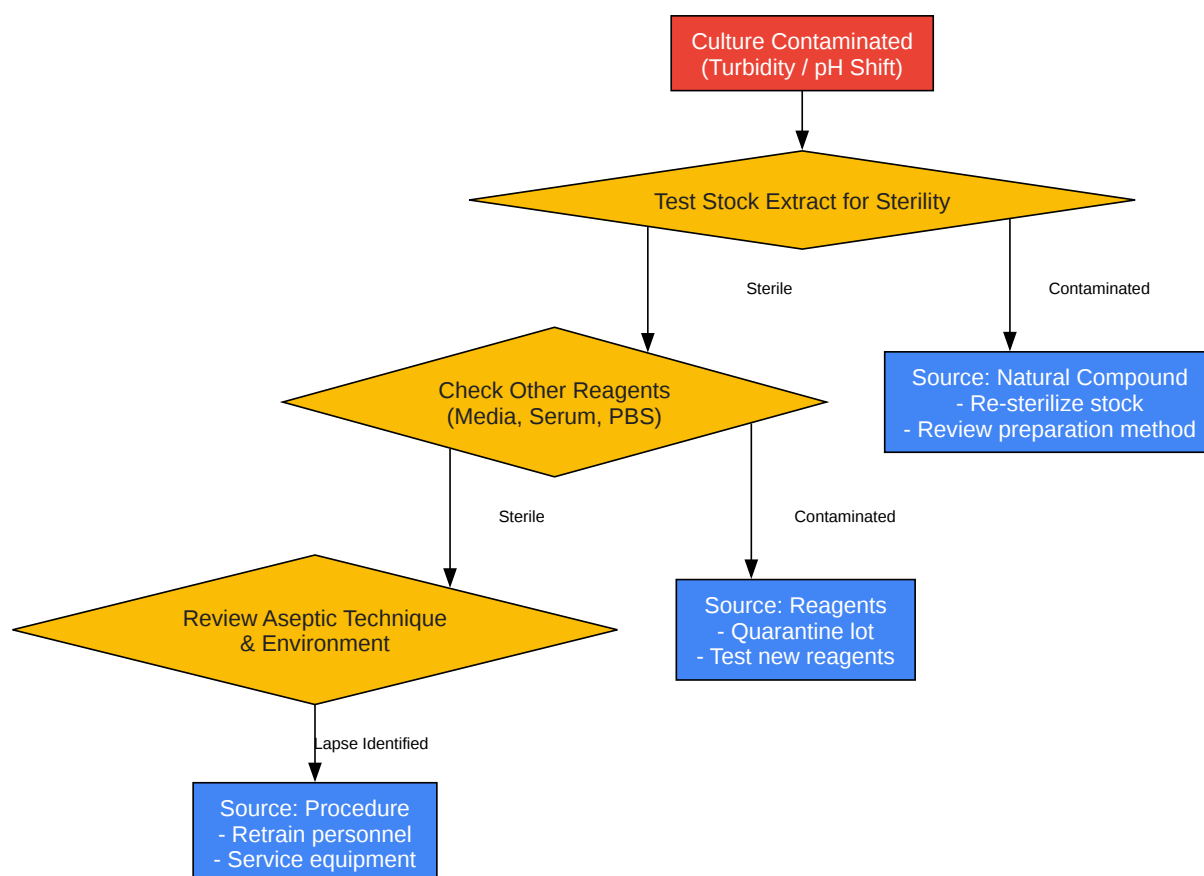 Culture Contaminated
(Turbidity / pH Shift)
Test Stock Extract for Sterility
Sterile
Contaminated
Check Other Reagents
(Media, Serum, PBS)
Source: Natural Compound
- Re-sterilize stock
- Review preparation method
Sterile
Contaminated
Review Aseptic Technique
& Environment
Source: Reagents
- Quarantine lot
- Test new reagents
Lapse Identified
Source: Procedure
- Retrain personnel
- Service equipment